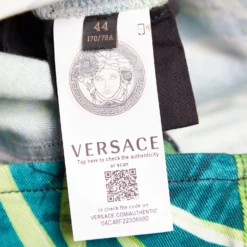 44
170/78A
VERSACE
Tap here to check the authenticity
or scan
or check the code on
VERSACE.COM/AUTHENTIC
04C48F22106990